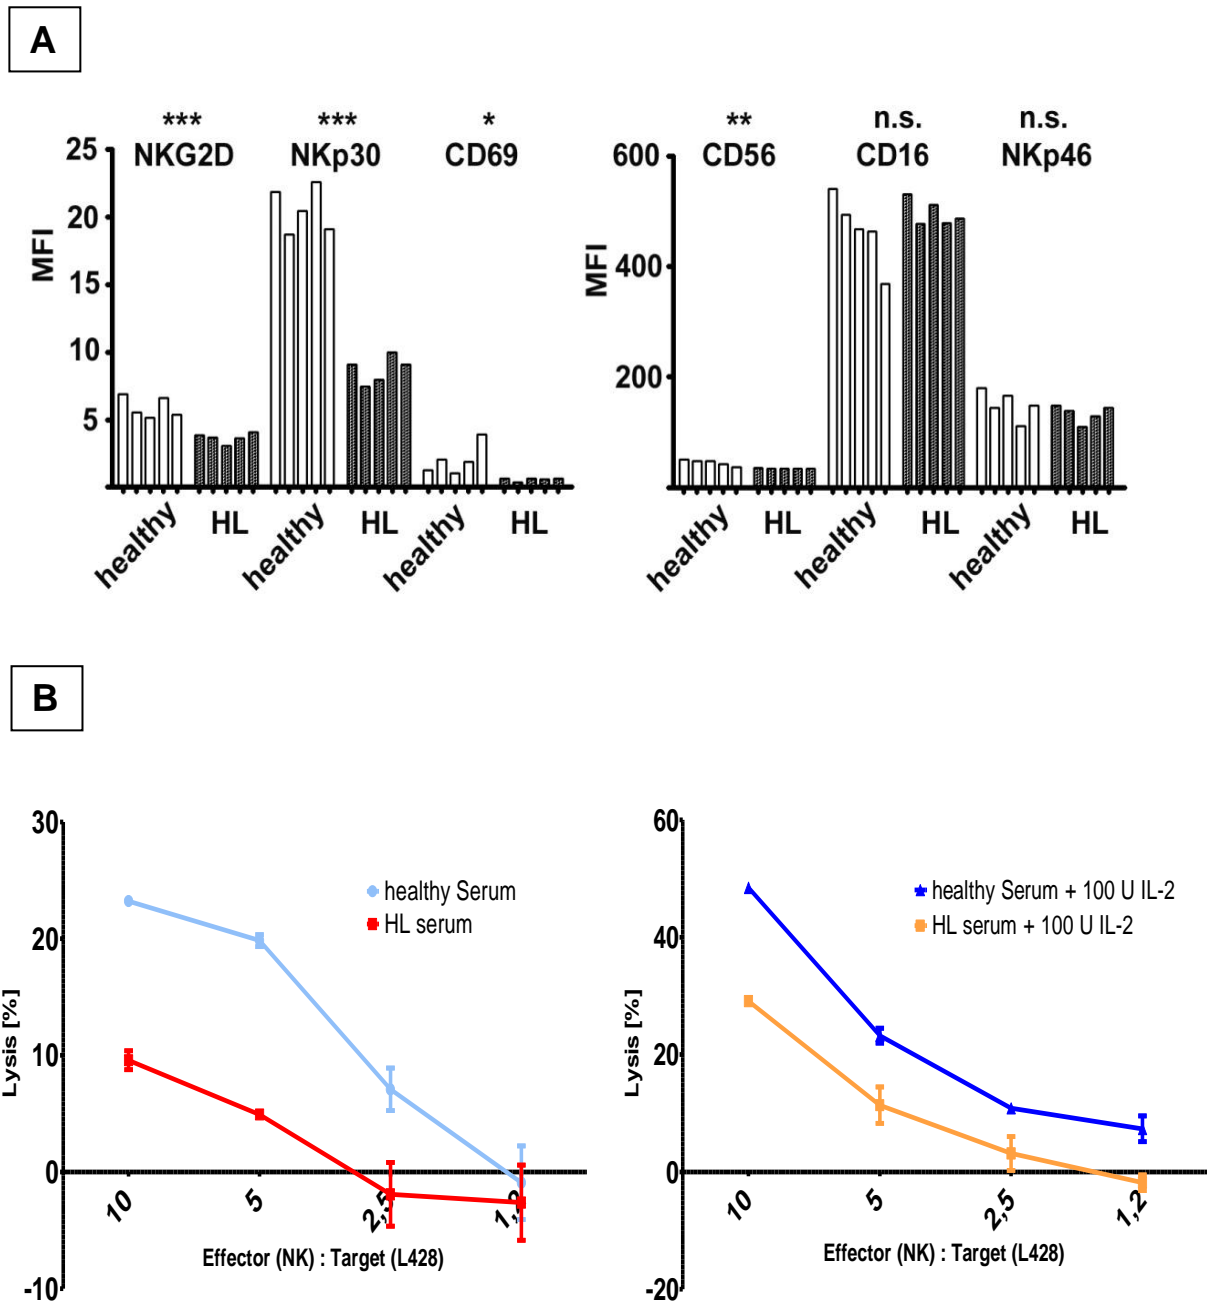 A
*** *** *
NKG2D NKp30 CD69
25
20
15
10
5
MFI
healthy HL healthy HL healthy HL
** n.s. n.s.
CD56 CD16 NKp46
600
400
200
MFI
healthy HL healthy HL healthy HL
B
30
20
10
0
-10
Lysis [%]
healthy Serum
HL serum
10 5 2,5 1,2
Effector (NK) : Target (L428)
60
40
20
0
-20
Lysis [%]
healthy Serum + 100 U IL-2
HL serum + 100 U IL-2
10 5 2,5 1,2
Effector (NK) : Target (L428)